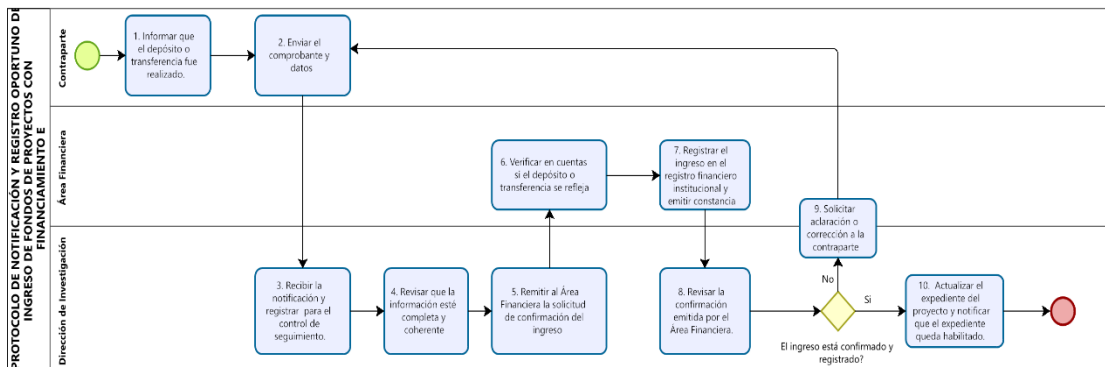 PROTOCOLO DE NOTIFICACIÓN Y REGISTRO OPORTUNO DE
INGRESO DE FONDOS DE PROYECTOS CON
FINANCIAMIENTO E
Contraparte
1. Informar que
el depósito o
transferencia fue
realizado.
2. Enviar el
comprobante y
datos
Área Financiera
6. Verificar en cuentas
si el depósito o
transferencia se refleja
7. Registrar el
ingreso en el
registro financiero
institucional y
emitir constancia
9. Solicitar
aclaración o
corrección a la
contraparte
Dirección de Investigación
3. Recibir la
notificación y
registrar para el
control de
seguimiento.
4. Revisar que la
información esté
completa y
coherente
5. Remitir al Área
Financiera la solicitud
de confirmación del
ingreso
8. Revisar la
confirmación
emitida por el Área
Financiera.
No
Si
El ingreso está confirmado y
registrado?
10. Actualizar el
expediente del
proyecto y notificar
que el expediente
queda habilitado.